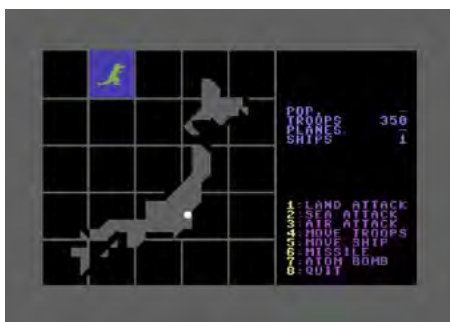 POP. —
TROOPS 350
PLANES —
SHIPS 1
1:LAND ATTACK
2:SEA ATTACK
3:AIR ATTACK
4:MOVE TROOPS
5:MOVE SHIP
6:MISSILE
7:ATOM BOMB
8:QUIT